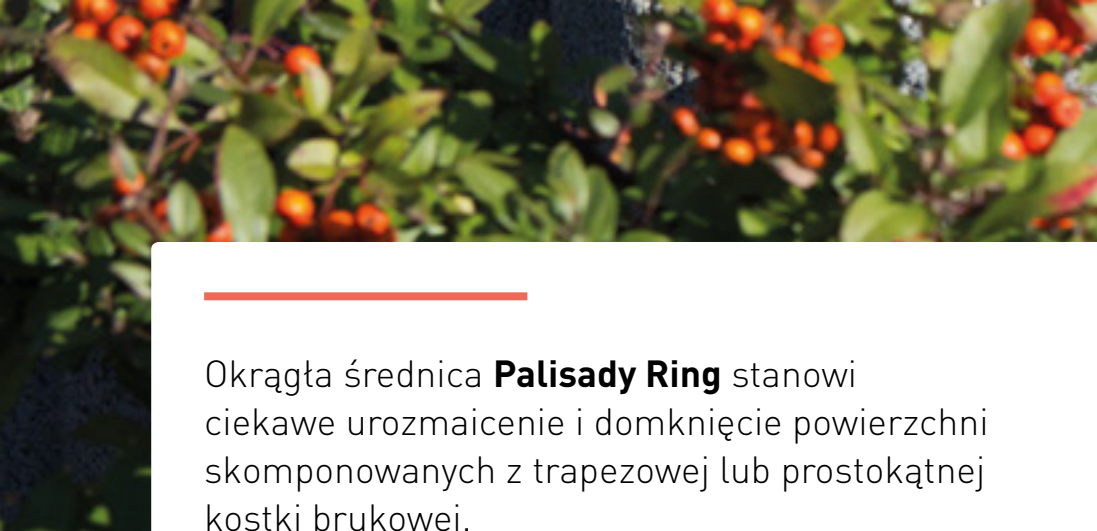 Okrągła średnica Palisady Ring stanowi
ciekawe urozmaicenie i domknięcie powierzchni
skomponowanych z trapezowej lub prostokątnej
kostki brukowej.